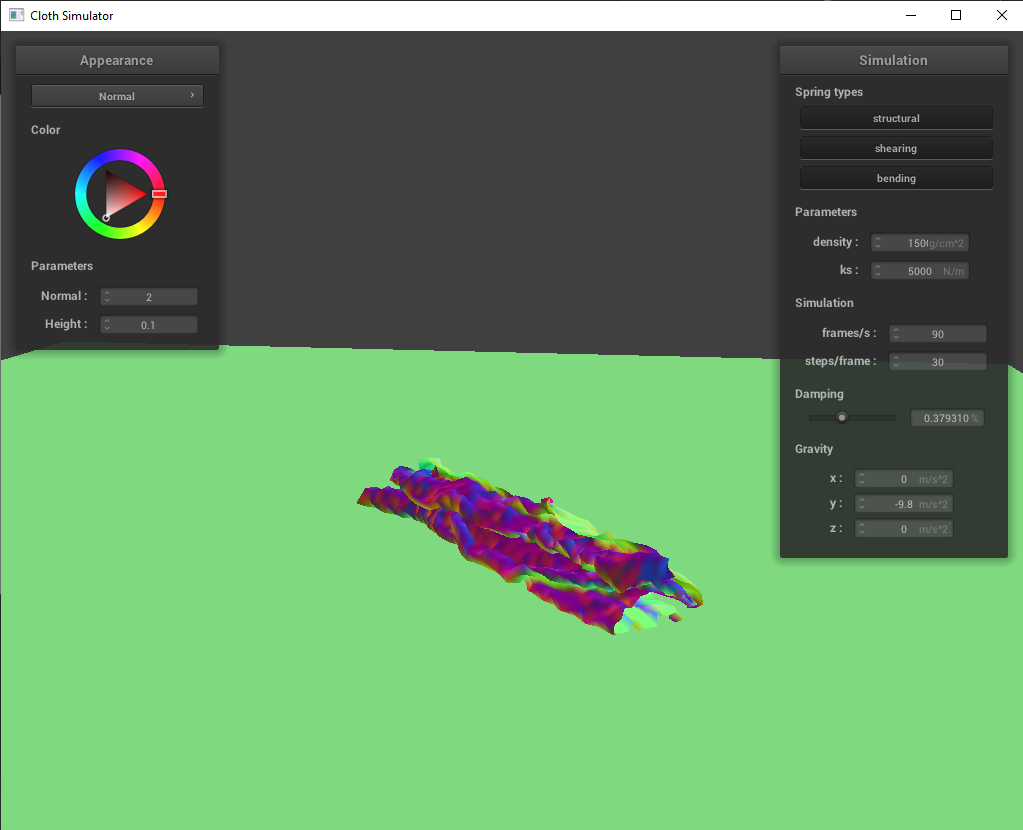 Cloth Simulator
Appearance
Normal
Color
Parameters
Normal : 2
Height : 0.1
Simulation
Spring types
structural
shearing
bending
Parameters
density : 150 g/cm^2
ks : 5000 N/m
Simulation
frames/s : 90
steps/frame : 30
Damping
0.379310 %
Gravity
x : 0 m/s^2
y : -9.8 m/s^2
z : 0 m/s^2